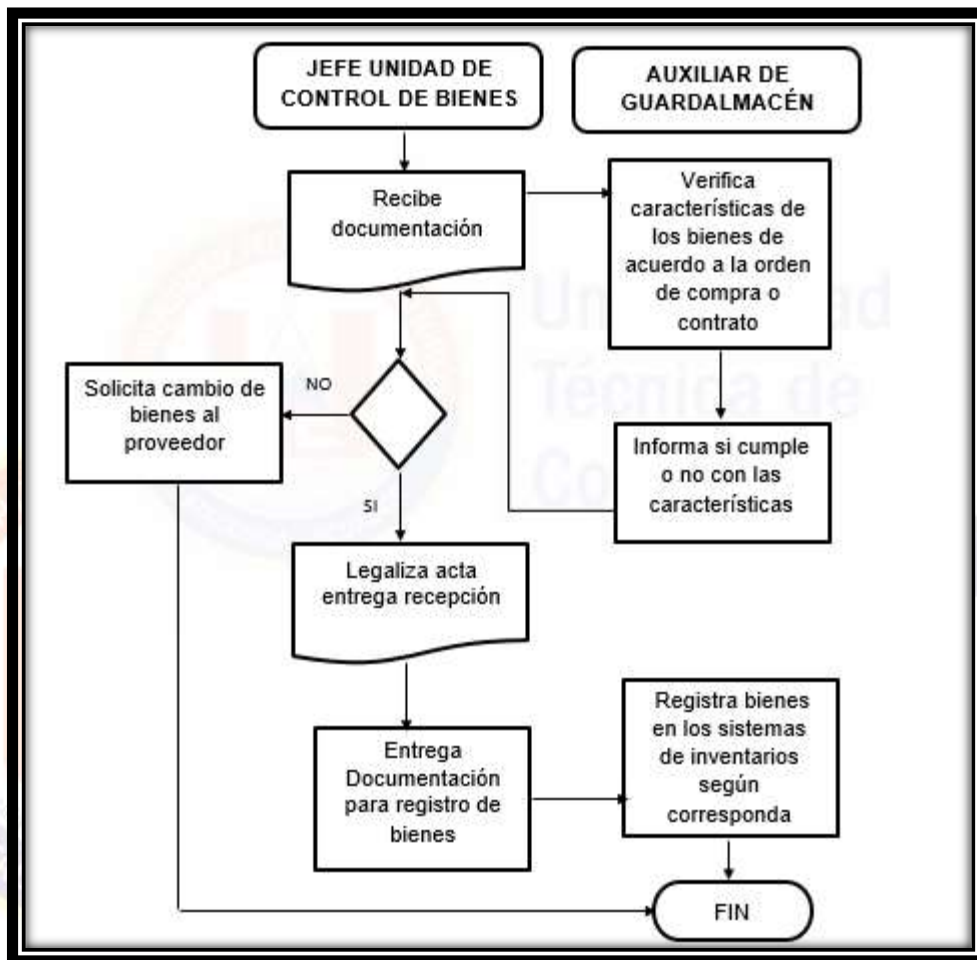 JEFE UNIDAD DE
CONTROL DE BIENES
AUXILIAR DE
GUARDALMACÉN
Recibe
documentación
Verifica
características de
los bienes de
acuerdo a la orden
de compra o
contrato
Solicita cambio de
bienes al
proveedor
NO
Informa si cumple
o no con las
características
SI
Legaliza acta
entrega recepción
Entrega
Documentación
para registro de
bienes
Registra bienes
en los sistemas
de inventarios
según
corresponda
FIN
Técnica de